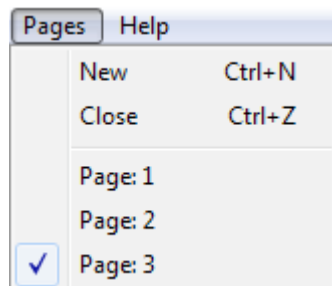 Pages Help
New Ctrl+N
Close Ctrl+Z
Page: 1
Page: 2
Page: 3